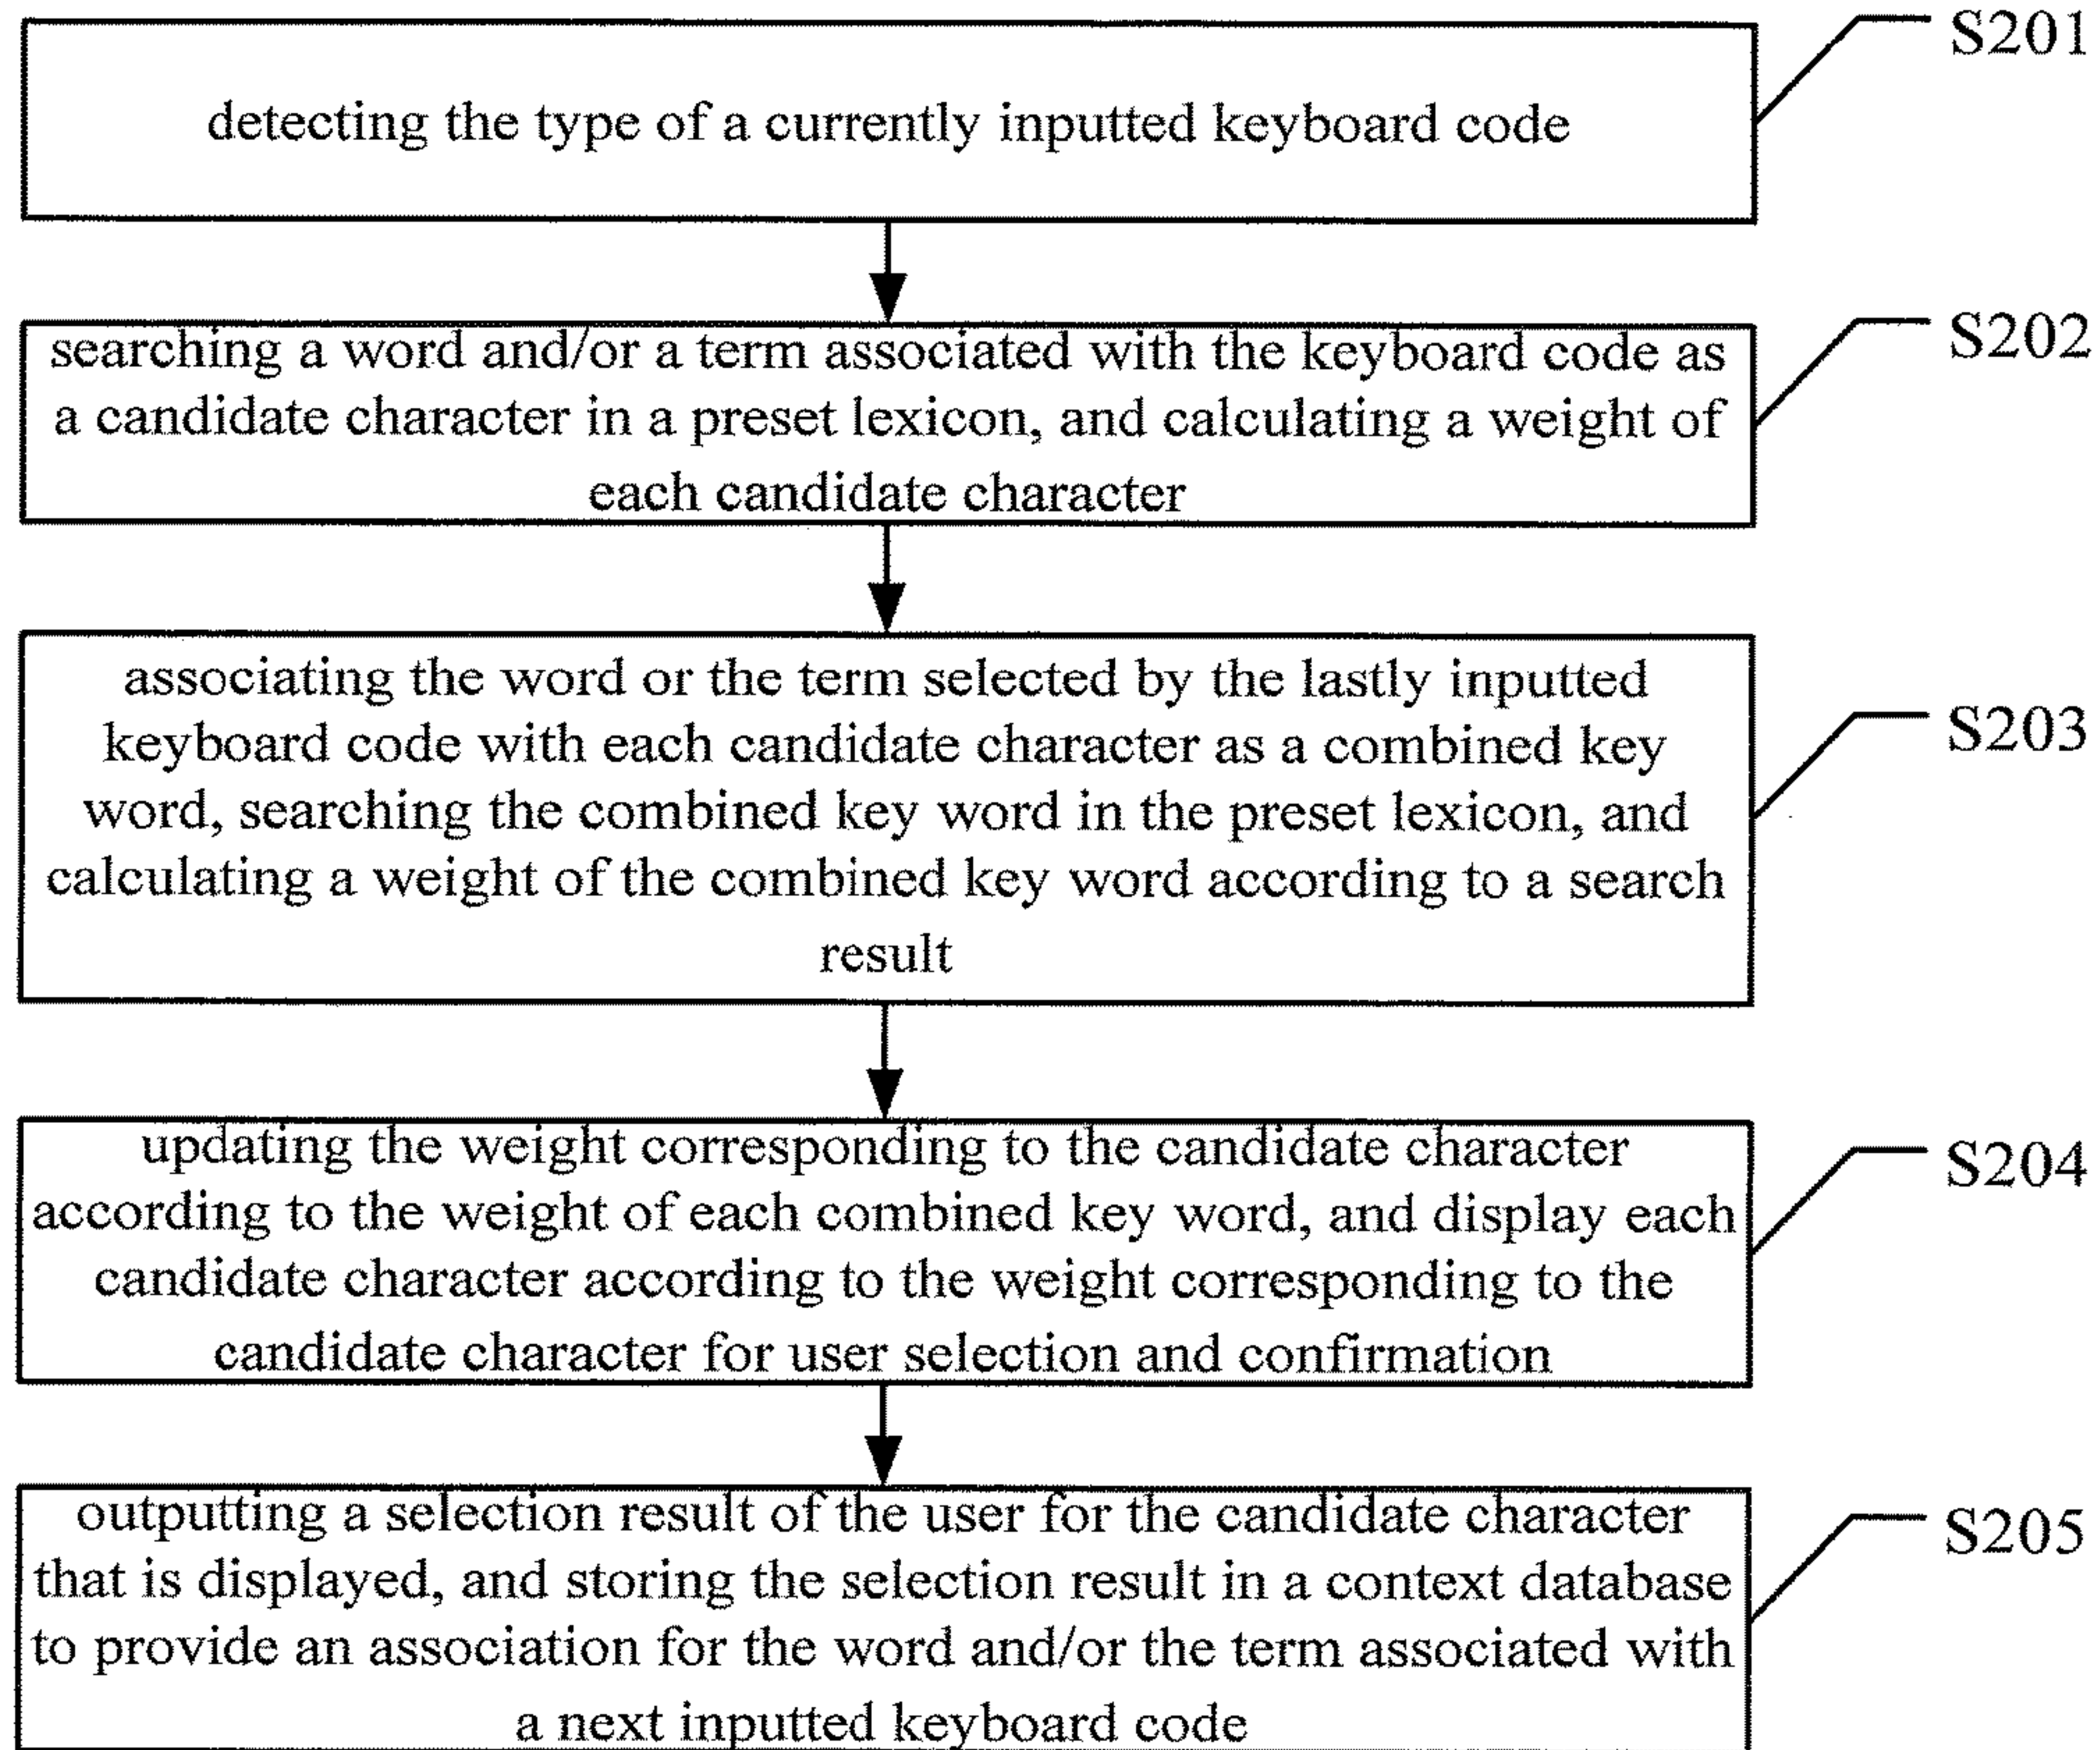 S201
detecting the type of a currently inputted keyboard code
S202
searching a word and/or a term associated with the keyboard code as
a candidate character in a preset lexicon, and calculating a weight of
each candidate character
S203
associating the word or the term selected by the lastly inputted
keyboard code with each candidate character as a combined key
word, searching the combined key word in the preset lexicon, and
calculating a weight of the combined key word according to a search
result
S204
updating the weight corresponding to the candidate character
according to the weight of each combined key word, and display each
candidate character according to the weight corresponding to the
candidate character for user selection and confirmation
S205
outputting a selection result of the user for the candidate character
that is displayed, and storing the selection result in a context database
to provide an association for the word and/or the term associated with
a next inputted keyboard code